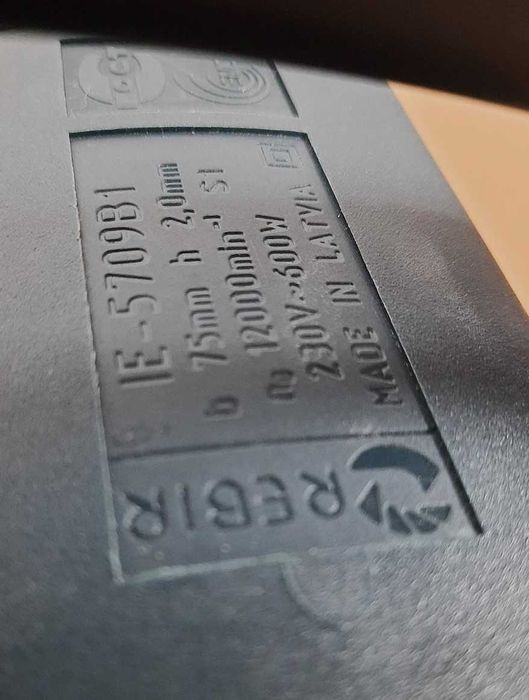 REBIR
IE-5709B1
b 75mm h 2,0mm
n₀ 12000min⁻¹ S1
230V~600W
MADE IN LATVIA